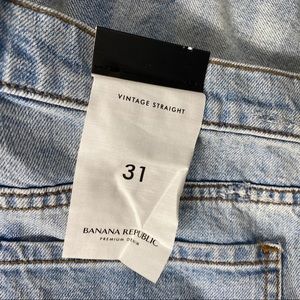 VINTAGE STRAIGHT
31
BANANA REPUBLIC
PREMIUM DENIM